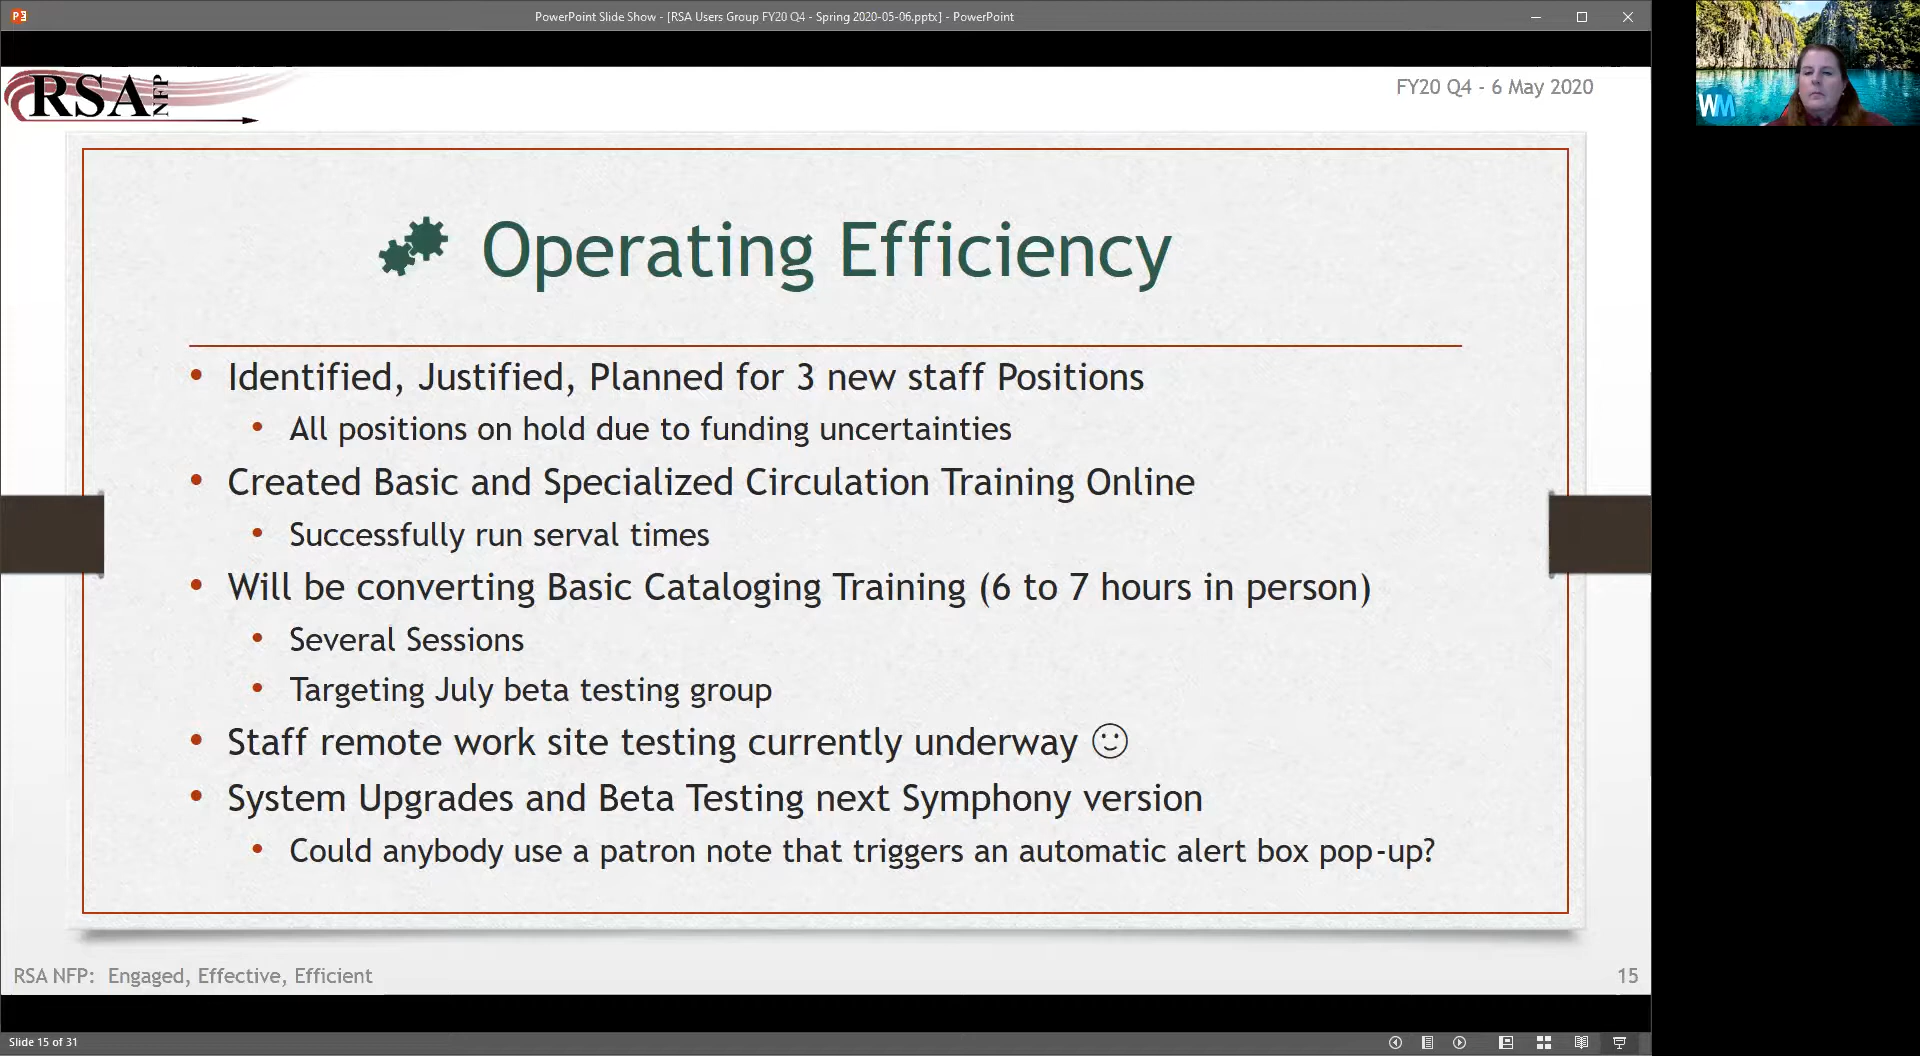 PowerPoint Slide Show - [RSA Users Group FY20 Q4 - Spring 2020-05-06.pptx] - PowerPoint
RSA NFP
FY20 Q4 - 6 May 2020
WM
Operating Efficiency
• Identified, Justified, Planned for 3 new staff Positions
• All positions on hold due to funding uncertainties
• Created Basic and Specialized Circulation Training Online
• Successfully run serval times
• Will be converting Basic Cataloging Training (6 to 7 hours in person)
• Several Sessions
• Targeting July beta testing group
• Staff remote work site testing currently underway ☺
• System Upgrades and Beta Testing next Symphony version
• Could anybody use a patron note that triggers an automatic alert box pop-up?
RSA NFP: Engaged, Effective, Efficient
15
Slide 15 of 31